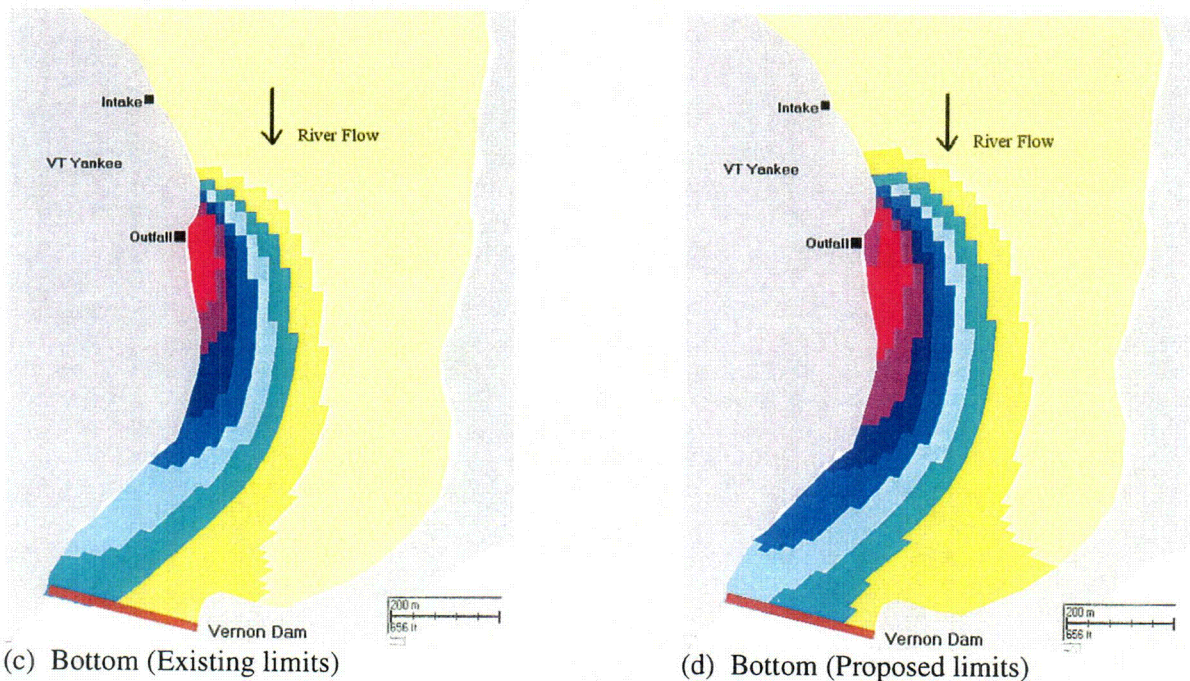 Intake
River Flow
VT Yankee
Outfall
200 m
656 ft
Vernon Dam
(c) Bottom (Existing limits)
Intake
River Flow
VT Yankee
Outfall
200 m
656 ft
Vernon Dam
(d) Bottom (Proposed limits)